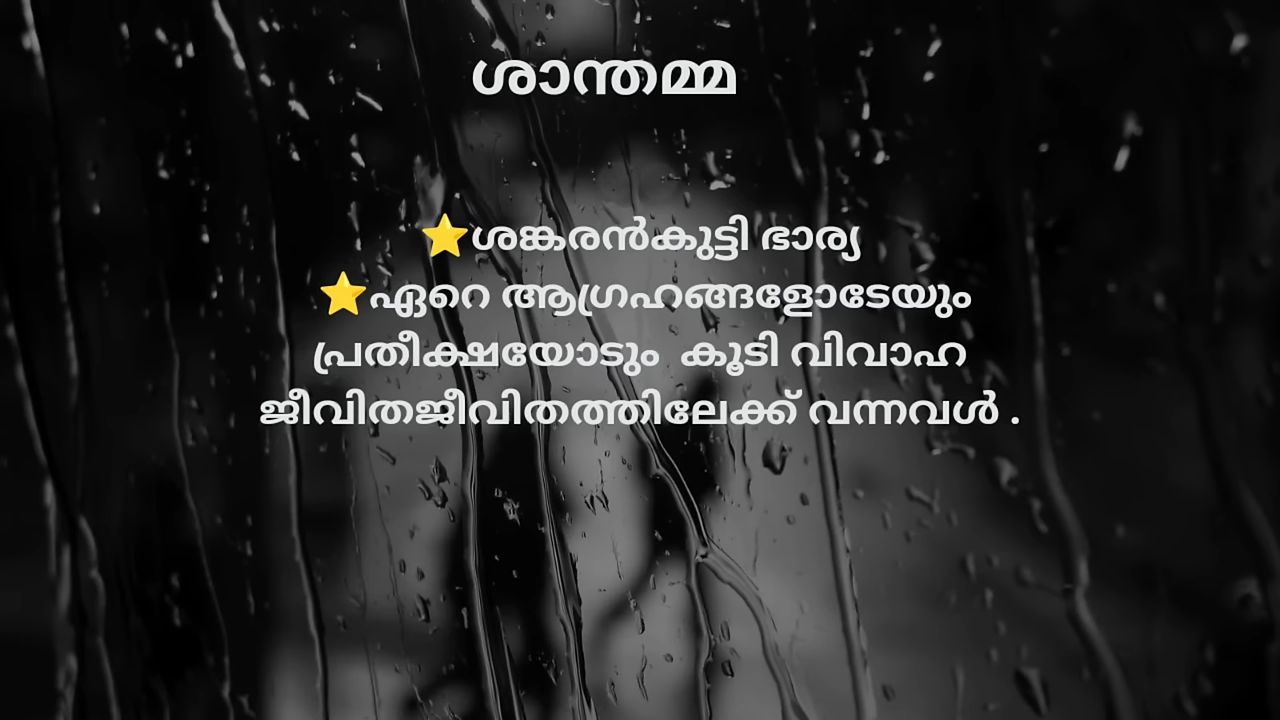 ശാന്തമ്മ
⭐ശങ്കരൻകുട്ടി ഭാര്യ
⭐ഏറെ ആഗ്രഹങ്ങളോടേയും
പ്രതീക്ഷയോടും കൂടി വിവാഹ
ജീവിതജീവിതത്തിലേക്ക് വന്നവൾ .